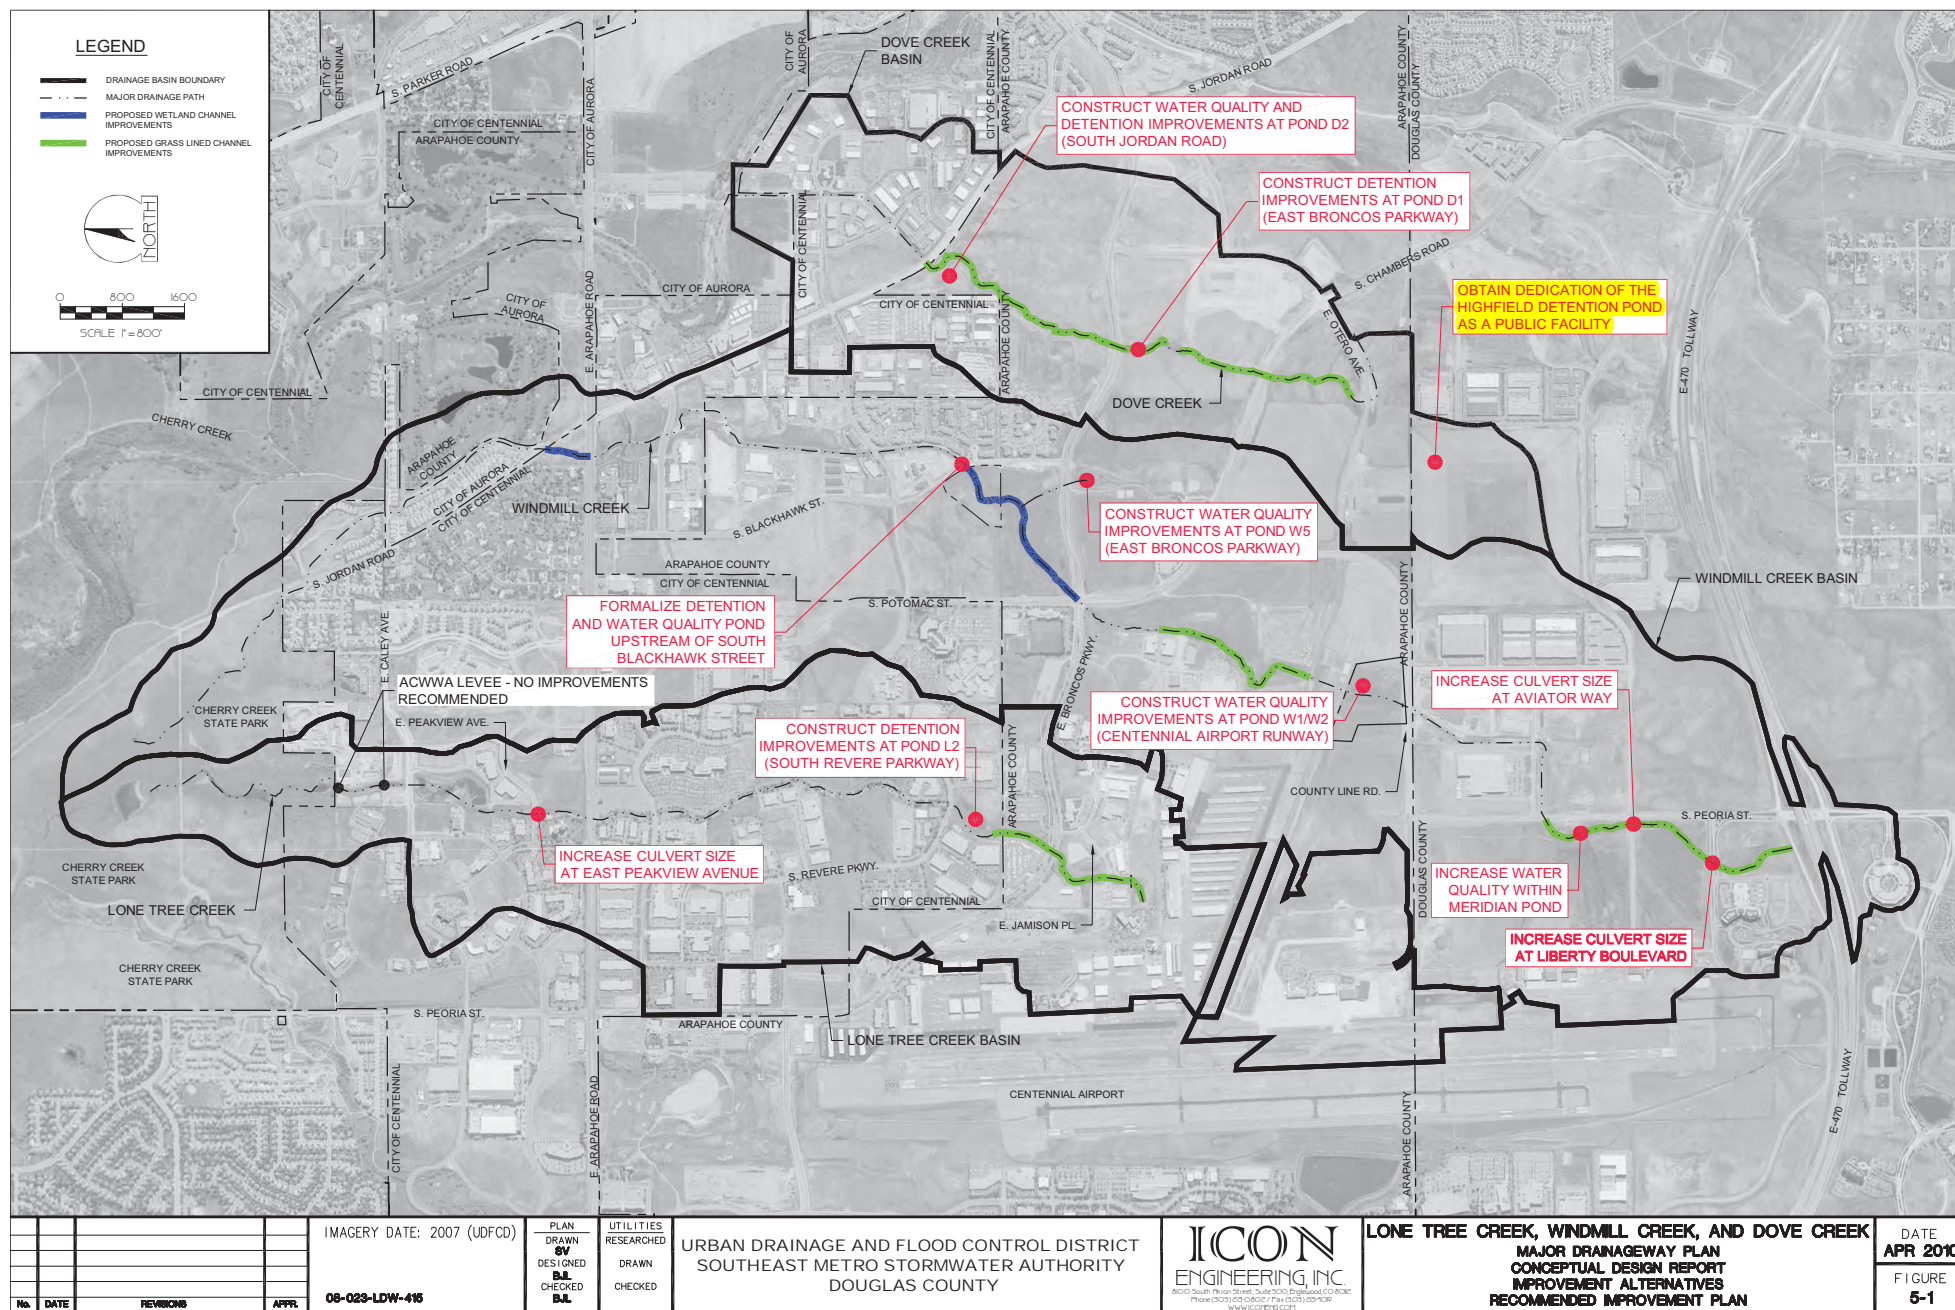 LEGEND
DRAINAGE BASIN BOUNDARY
MAJOR DRAINAGE PATH
PROPOSED WETLAND CHANNEL
IMPROVEMENTS
PROPOSED GRASS LINED CHANNEL
IMPROVEMENTS
NORTH
0 800 1600
SCALE 1" = 800'
CITY OF
CENTENNIAL
S. PARKER ROAD
CITY OF CENTENNIAL
ARAPAHOE COUNTY
CITY OF AURORA
CITY OF
AURORA
DOVE CREEK
BASIN
CITY OF CENTENNIAL
ARAPAHOE COUNTY
S. JORDAN ROAD
ARAPAHOE COUNTY
DOUGLAS COUNTY
CONSTRUCT WATER QUALITY AND
DETENTION IMPROVEMENTS AT POND D2
(SOUTH JORDAN ROAD)
CONSTRUCT DETENTION
IMPROVEMENTS AT POND D1
(EAST BRONCOS PARKWAY)
S. CHAMBERS ROAD
OBTAIN DEDICATION OF THE
HIGHFIELD DETENTION POND
AS A PUBLIC FACILITY
E-470 TOLLWAY
CITY OF CENTENNIAL
CITY OF AURORA
CITY OF
AURORA
E. ARAPAHOE ROAD
CITY OF CENTENNIAL
ARAPAHOE COUNTY
E. OTERO AVE.
DOVE CREEK
CITY OF CENTENNIAL
CHERRY CREEK
ARAPAHOE
COUNTY
CITY OF AURORA
CITY OF CENTENNIAL
WINDMILL CREEK
S. BLACKHAWK ST.
CONSTRUCT WATER QUALITY
IMPROVEMENTS AT POND W5
(EAST BRONCOS PARKWAY)
S. JORDAN ROAD
ARAPAHOE COUNTY
CITY OF CENTENNIAL
S. POTOMAC ST.
ARAPAHOE COUNTY
WINDMILL CREEK BASIN
FORMALIZE DETENTION
AND WATER QUALITY POND
UPSTREAM OF SOUTH
BLACKHAWK STREET
E. CALEY AVE.
ACWWA LEVEE - NO IMPROVEMENTS
RECOMMENDED
E. BRONCOS PKWY.
CHERRY CREEK
STATE PARK
E. PEAKVIEW AVE.
CONSTRUCT DETENTION
IMPROVEMENTS AT POND L2
(SOUTH REVERE PARKWAY)
ARAPAHOE COUNTY
CONSTRUCT WATER QUALITY
IMPROVEMENTS AT POND W1/W2
(CENTENNIAL AIRPORT RUNWAY)
INCREASE CULVERT SIZE
AT AVIATOR WAY
COUNTY LINE RD.
S. PEORIA ST.
DOUGLAS COUNTY
CHERRY CREEK
STATE PARK
INCREASE CULVERT SIZE
AT EAST PEAKVIEW AVENUE
S. REVERE PKWY.
CITY OF CENTENNIAL
INCREASE WATER
QUALITY WITHIN
MERIDIAN POND
LONE TREE CREEK
E. JAMISON PL.
INCREASE CULVERT SIZE
AT LIBERTY BOULEVARD
CHERRY CREEK
STATE PARK
S. PEORIA ST.
ARAPAHOE COUNTY
LONE TREE CREEK BASIN
CENTENNIAL AIRPORT
CITY OF CENTENNIAL
E. ARAPAHOE ROAD
ARAPAHOE COUNTY
E-470 TOLLWAY
No. DATE REVISIONS APPR.
IMAGERY DATE: 2007 (UDFCD)
08-023-LDW-415
PLAN
DRAWN
SV
DESIGNED
BJL
CHECKED
BJL
UTILITIES
RESEARCHED
DRAWN
CHECKED
URBAN DRAINAGE AND FLOOD CONTROL DISTRICT
SOUTHEAST METRO STORMWATER AUTHORITY
DOUGLAS COUNTY
ICON
ENGINEERING, INC.
8100 South Akron Street, Suite 300, Englewood, CO 80112
WWW.ICONENG.COM
LONE TREE CREEK, WINDMILL CREEK, AND DOVE CREEK
MAJOR DRAINAGEWAY PLAN
CONCEPTUAL DESIGN REPORT
IMPROVEMENT ALTERNATIVES
RECOMMENDED IMPROVEMENT PLAN
DATE
APR 2010
FIGURE
5-1